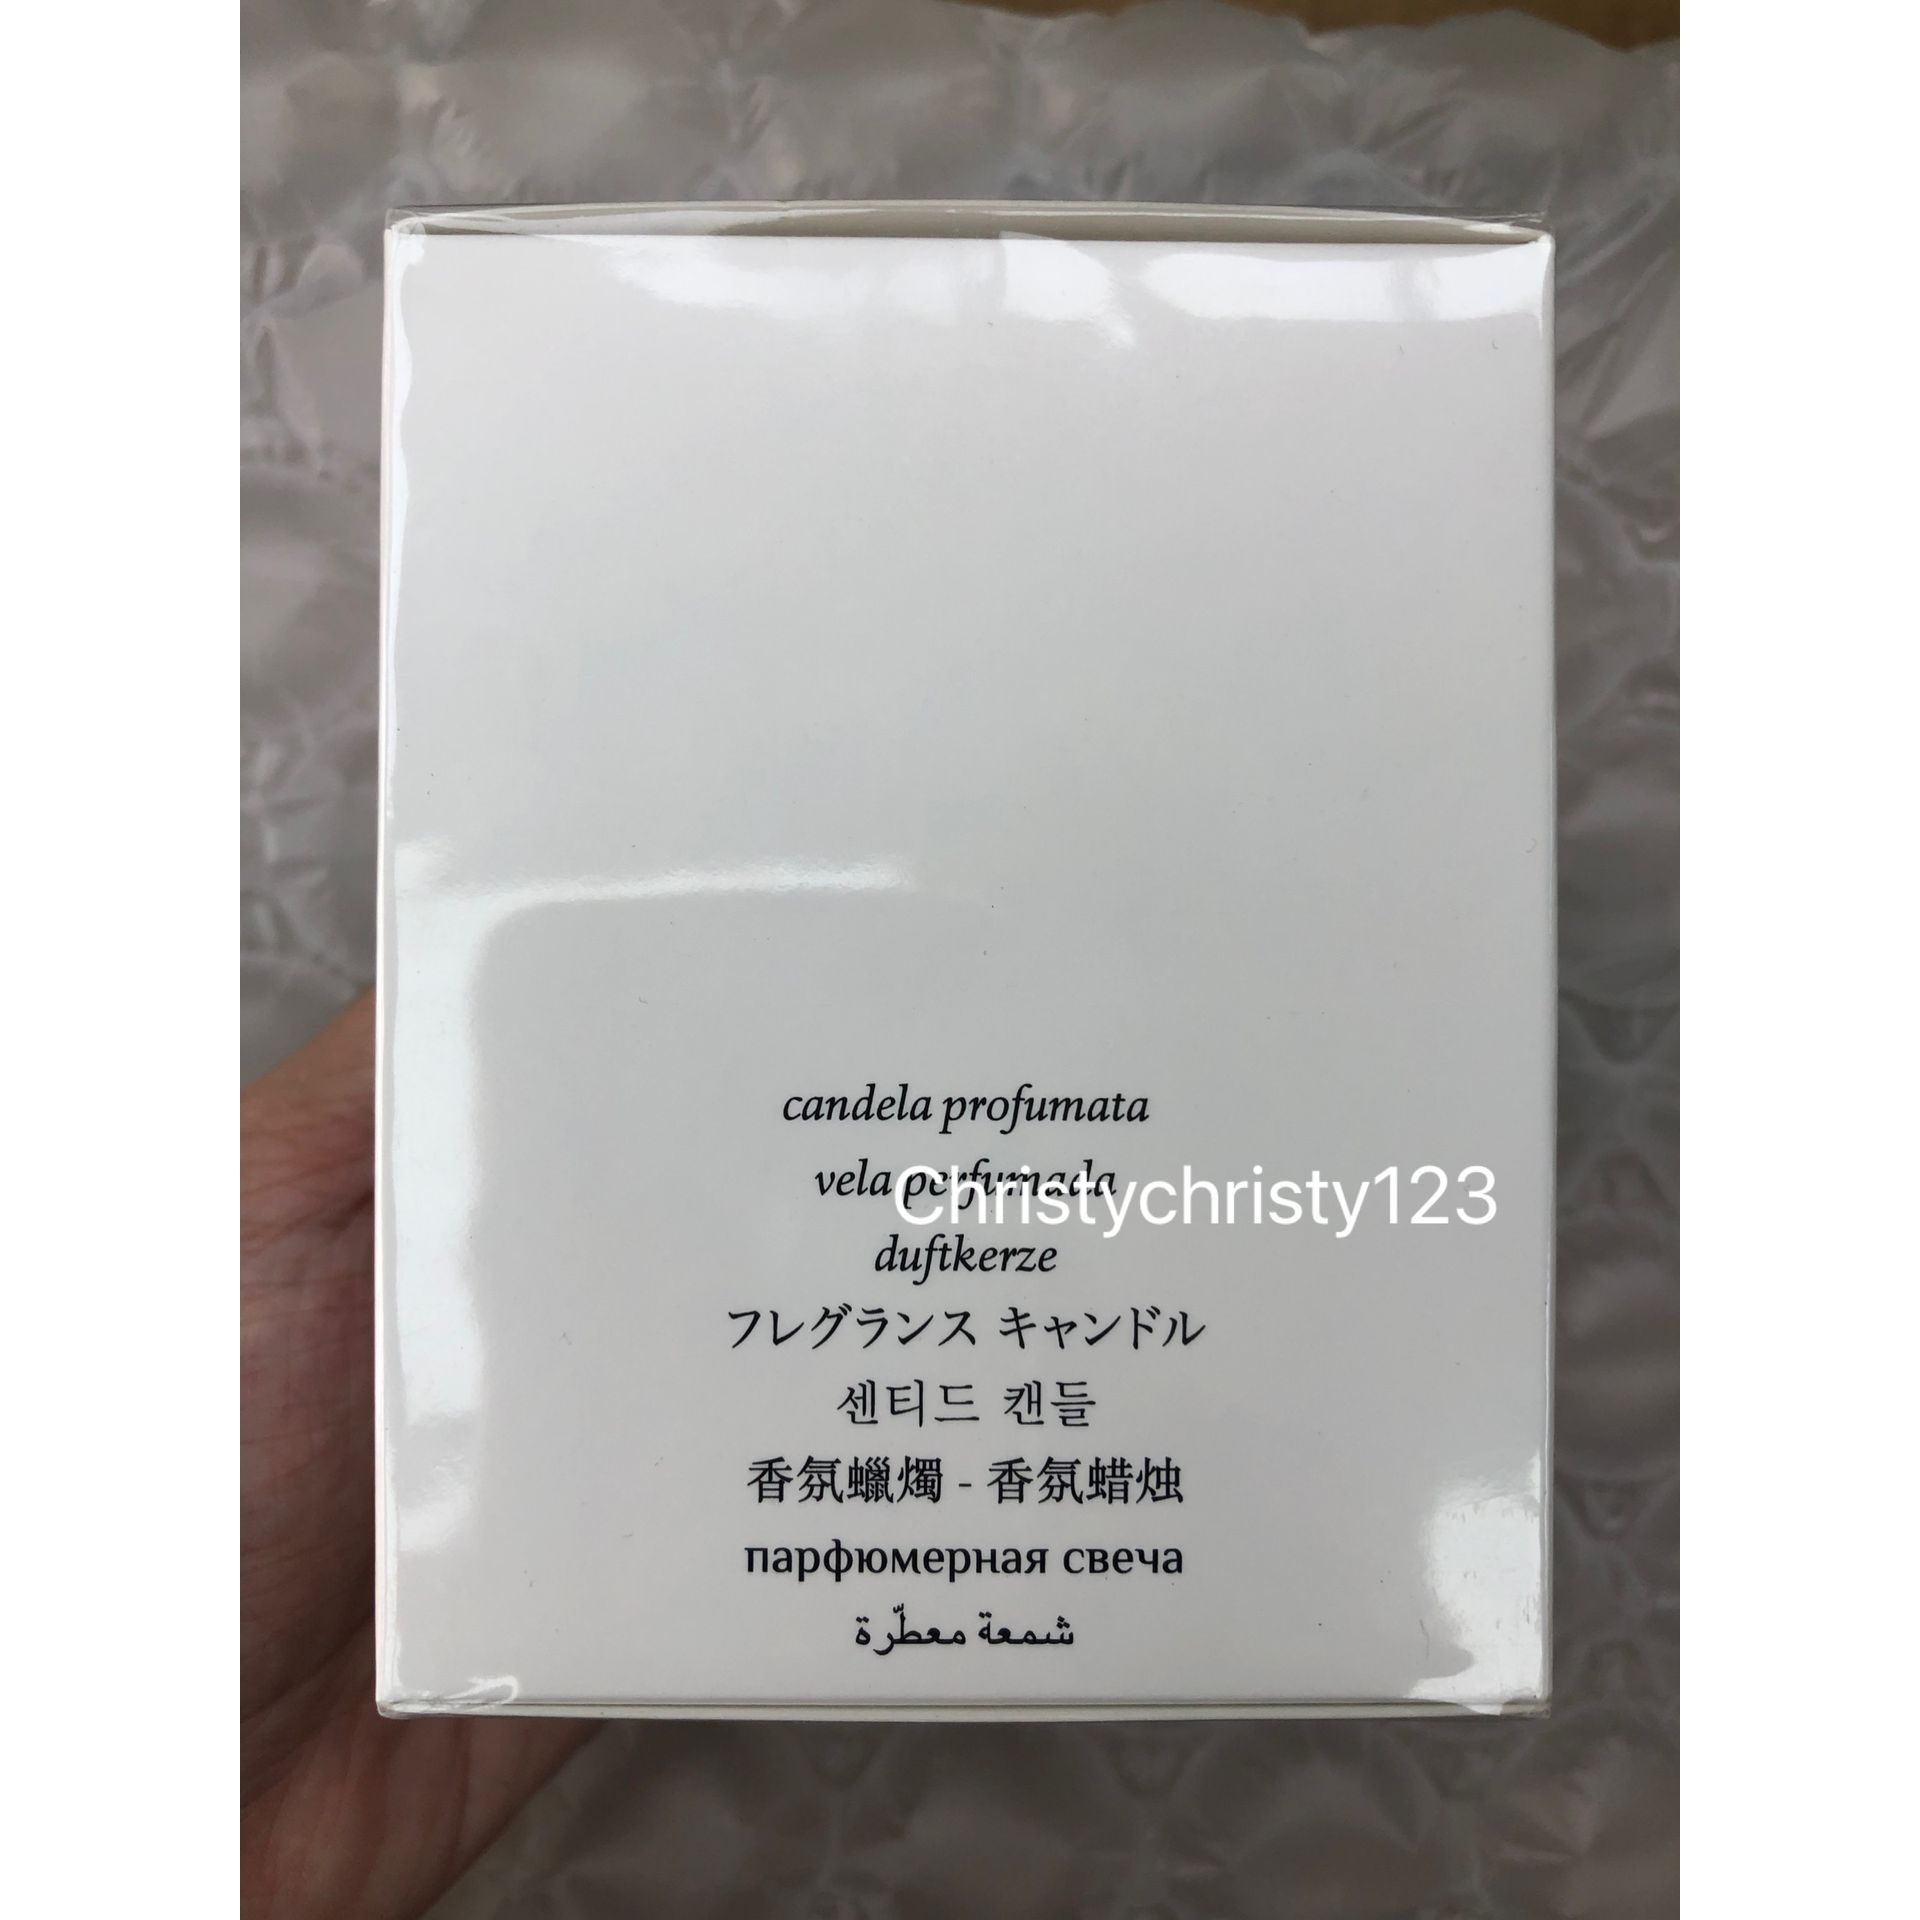 candela profumata
vela perfumada
Christychristy123
duftkerze
フレグランス キャンドル
센티드 캔들
香氛蠟燭 - 香氛蜡烛
парфюмерная свеча
شمعة معطّرة